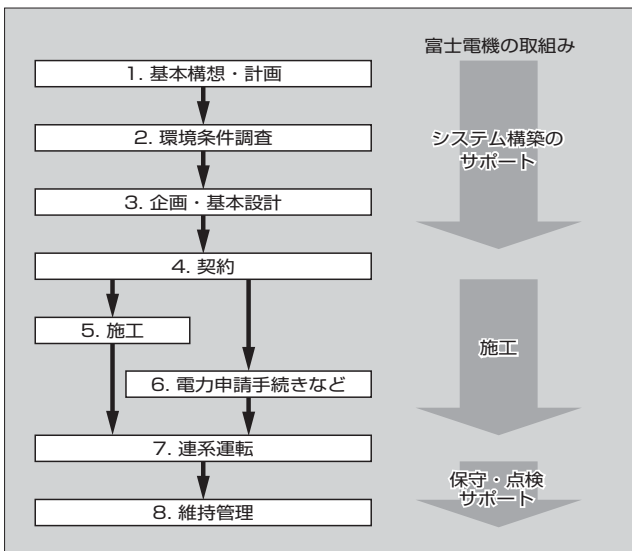 富士電機の取組み
1. 基本構想・計画
2. 環境条件調査
システム構築の
サポート
3. 企画・基本設計
4. 契約
5. 施工
施工
6. 電力申請手続きなど
7. 連系運転
保守・点検
サポート
8. 維持管理